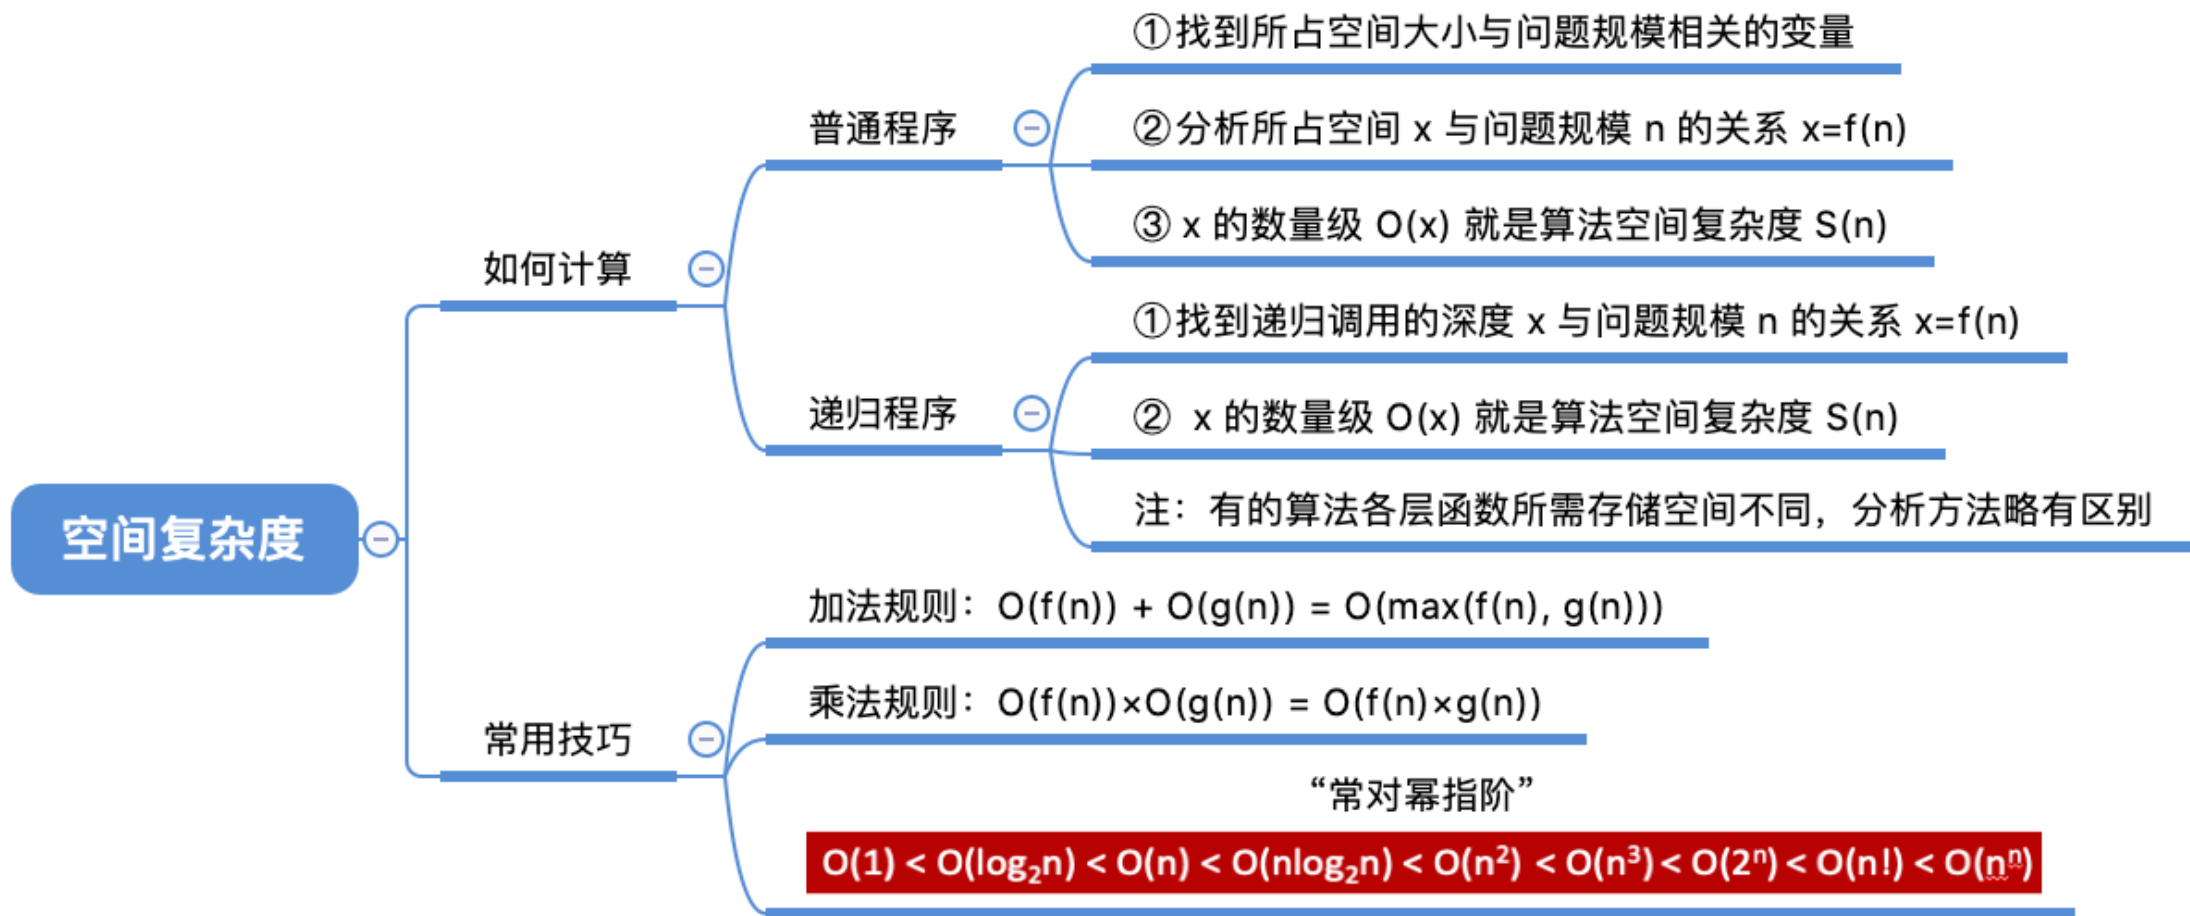 空间复杂度
如何计算
普通程序
①找到所占空间大小与问题规模相关的变量
②分析所占空间 x 与问题规模 n 的关系 x=f(n)
③ x 的数量级 O(x) 就是算法空间复杂度 S(n)
递归程序
①找到递归调用的深度 x 与问题规模 n 的关系 x=f(n)
② x 的数量级 O(x) 就是算法空间复杂度 S(n)
注：有的算法各层函数所需存储空间不同，分析方法略有区别
常用技巧
加法规则：O(f(n)) + O(g(n)) = O(max(f(n), g(n)))
乘法规则：O(f(n))×O(g(n)) = O(f(n)×g(n))
“常对幂指阶”
O(1) < O(log₂n) < O(n) < O(nlog₂n) < O(n²) < O(n³) < O(2ⁿ) < O(n!) < O(nⁿ)